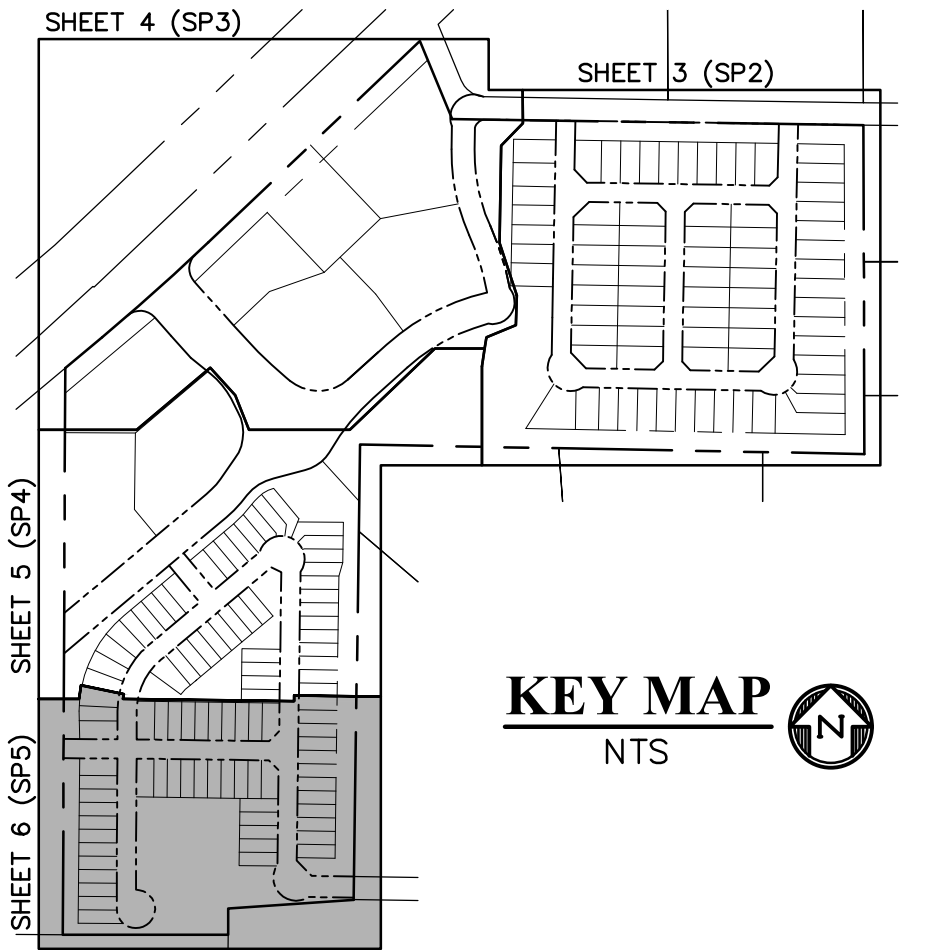 SHEET 4 (SP3)
SHEET 3 (SP2)
SHEET 5 (SP4)
SHEET 6 (SP5)
KEY MAP
NTS
N